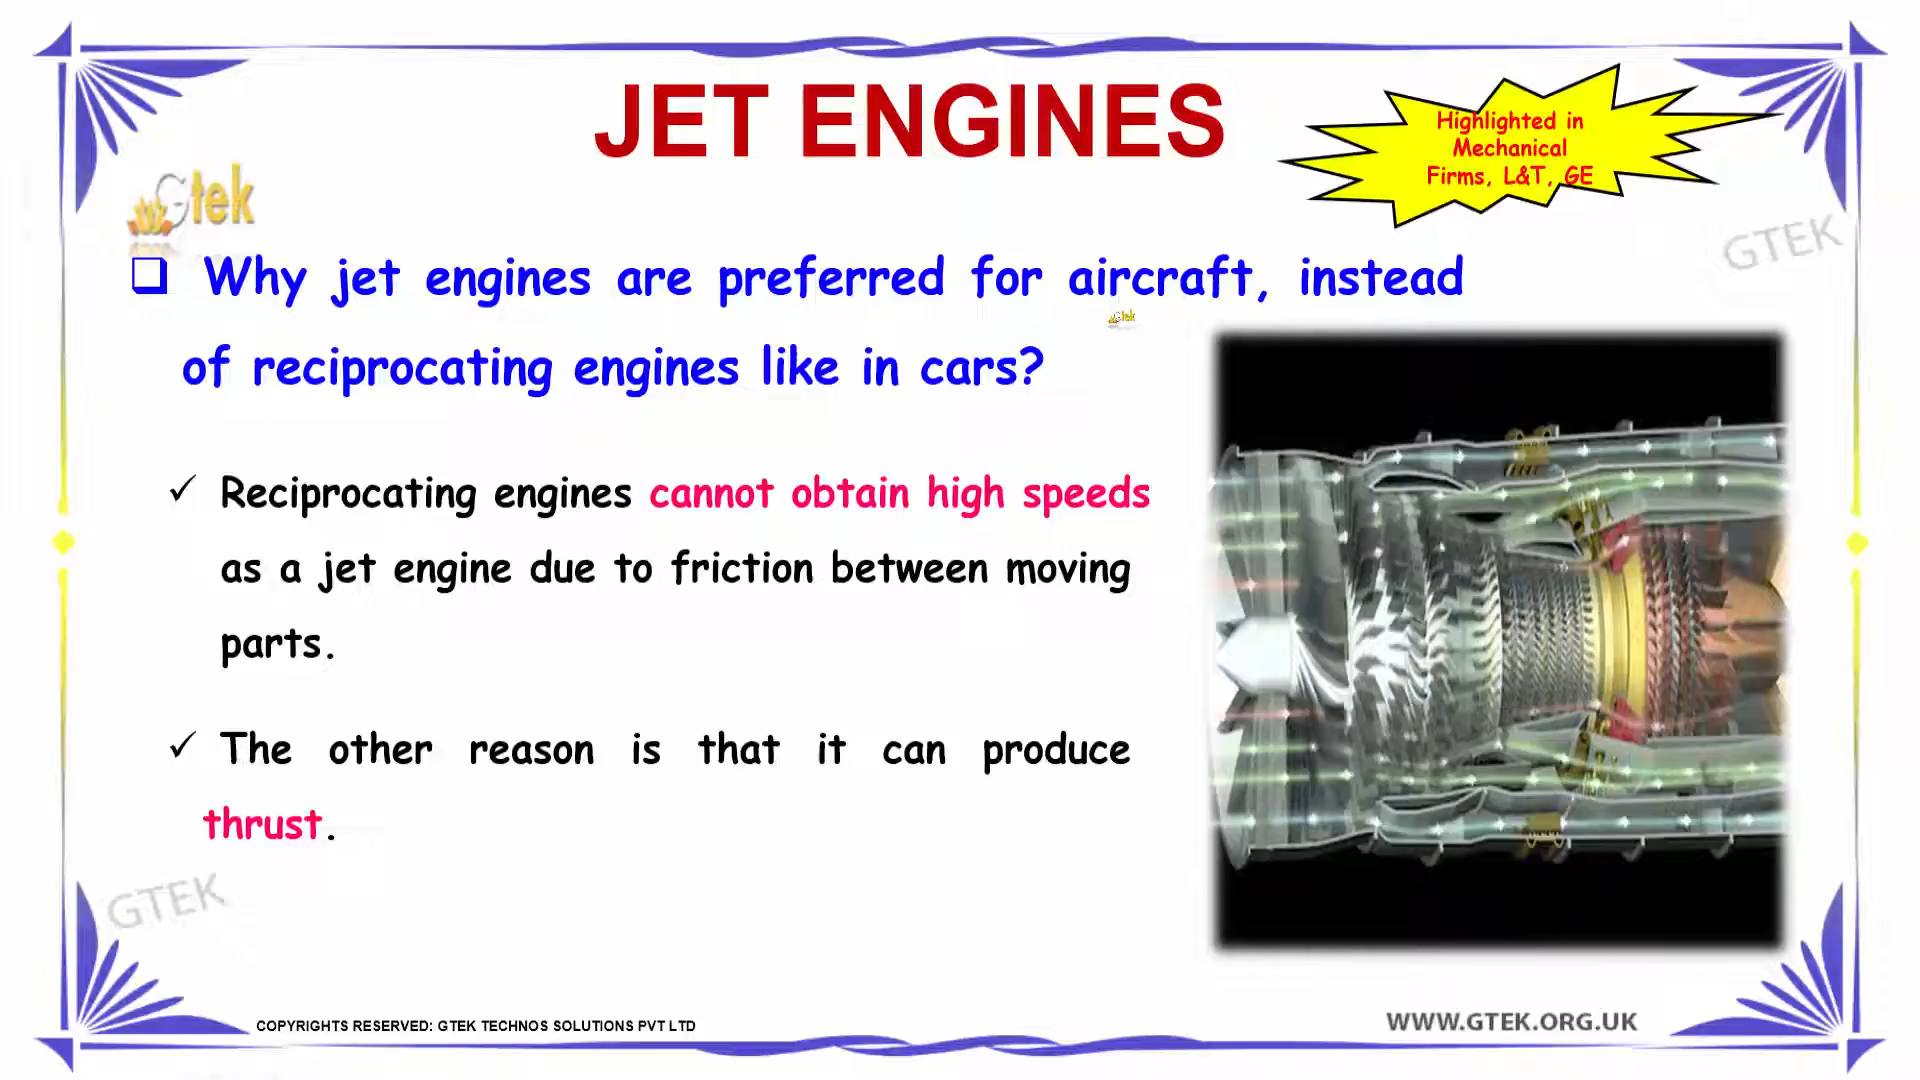 JET ENGINES
Highlighted in
Mechanical
Firms, L&T, GE
Gtek
GTEK
❑ Why jet engines are preferred for aircraft, instead
Gtek
of reciprocating engines like in cars?
✓ Reciprocating engines cannot obtain high speeds
as a jet engine due to friction between moving
parts.
✓ The other reason is that it can produce
thrust.
GTEK
COPYRIGHTS RESERVED: GTEK TECHNOS SOLUTIONS PVT LTD
WWW.GTEK.ORG.UK